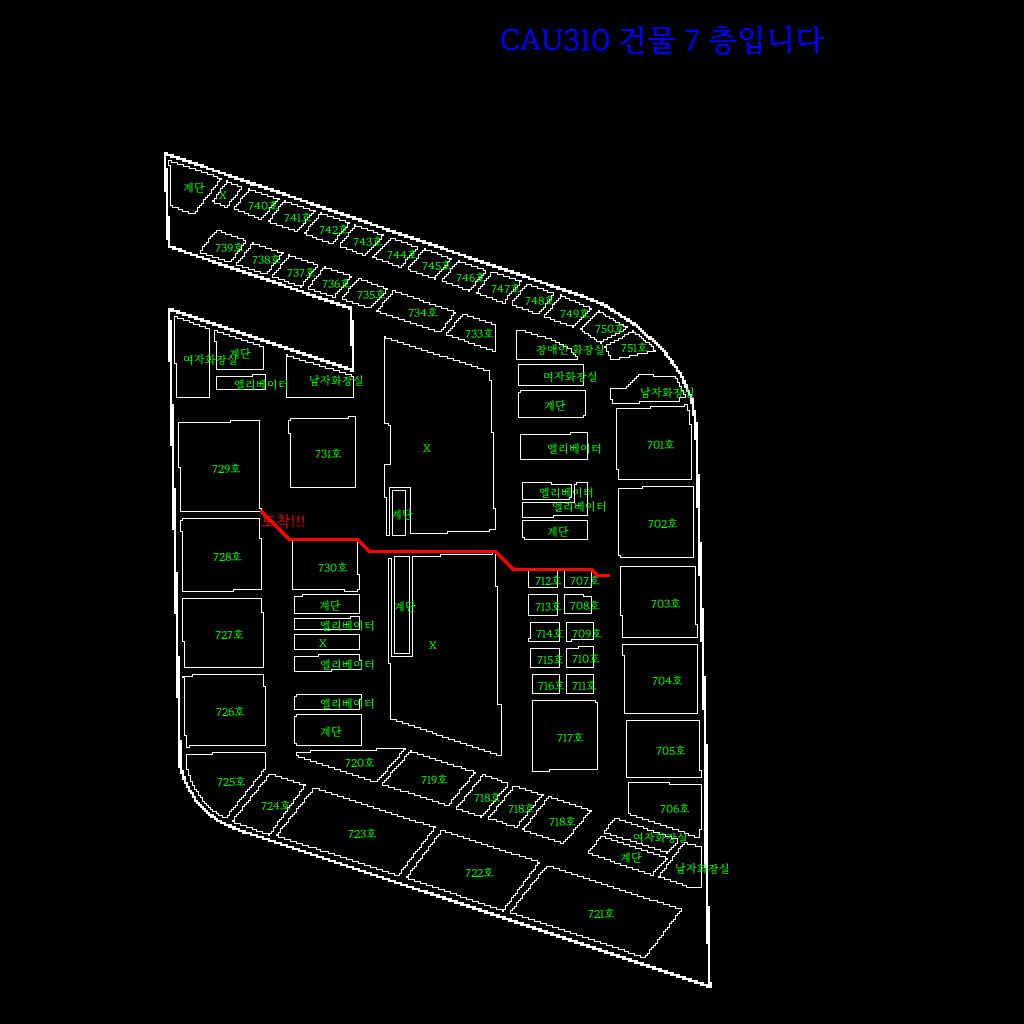 CAU310 건물 7 층입니다
계단
X
740호
741호
742호
743호
744호
745호
746호
747호
748호
749호
750호
751호
739호
738호
737호
736호
735호
734호
733호
여자화장실
계단
엘리베이터
남자화장실
장애인 화장실
여자화장실
계단
남자화장실
729호
731호
X
엘리베이터
701호
계단
엘리베이터
엘리베이터
계단
702호
도착!!!
728호
730호
712호
707호
703호
계단
계단
713호
708호
727호
엘리베이터
X
엘리베이터
X
714호
709호
715호
710호
704호
716호
711호
726호
엘리베이터
계단
717호
705호
725호
720호
719호
718호
718호
718호
706호
724호
723호
722호
721호
여자화장실
계단
남자화장실